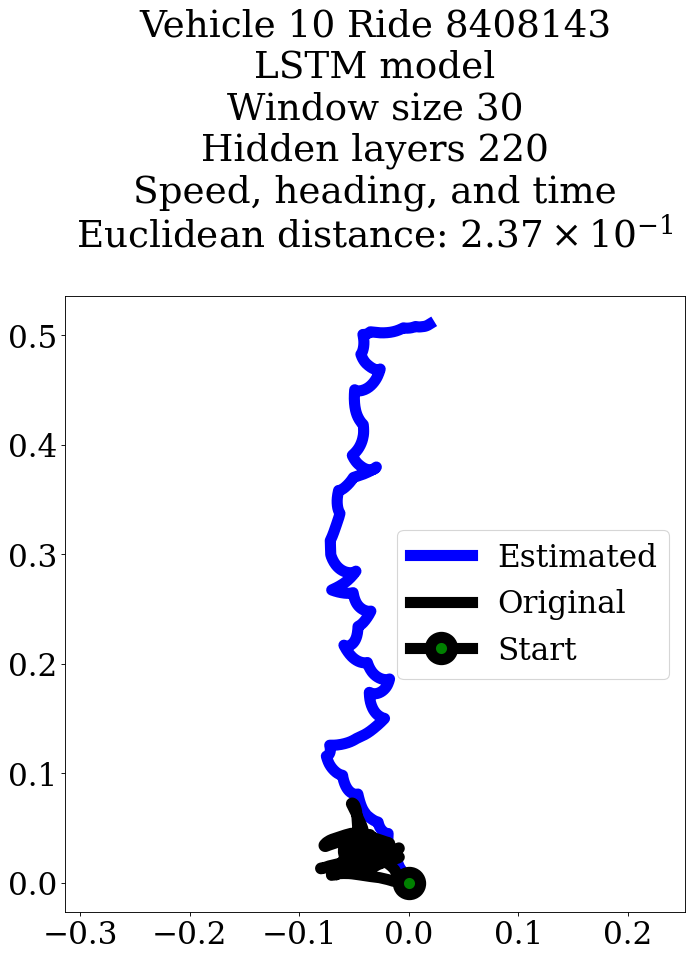 Vehicle 10 Ride 8408143
LSTM model
Window size 30
Hidden layers 220
Speed, heading, and time
Euclidean distance: 2.37 × 10⁻¹
0.5
0.4
0.3
0.2
0.1
0.0
Estimated
Original
Start
−0.3 −0.2 −0.1 0.0 0.1 0.2